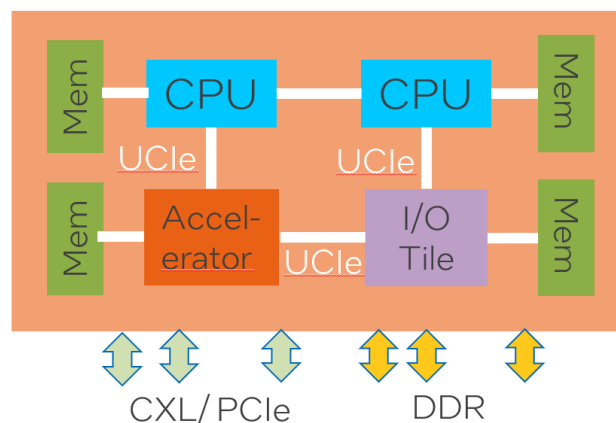 Mem
CPU
CPU
Mem
UCIe
UCIe
Mem
Accel-
erator
UCIe
I/O
Tile
Mem
CXL/PCIe
DDR